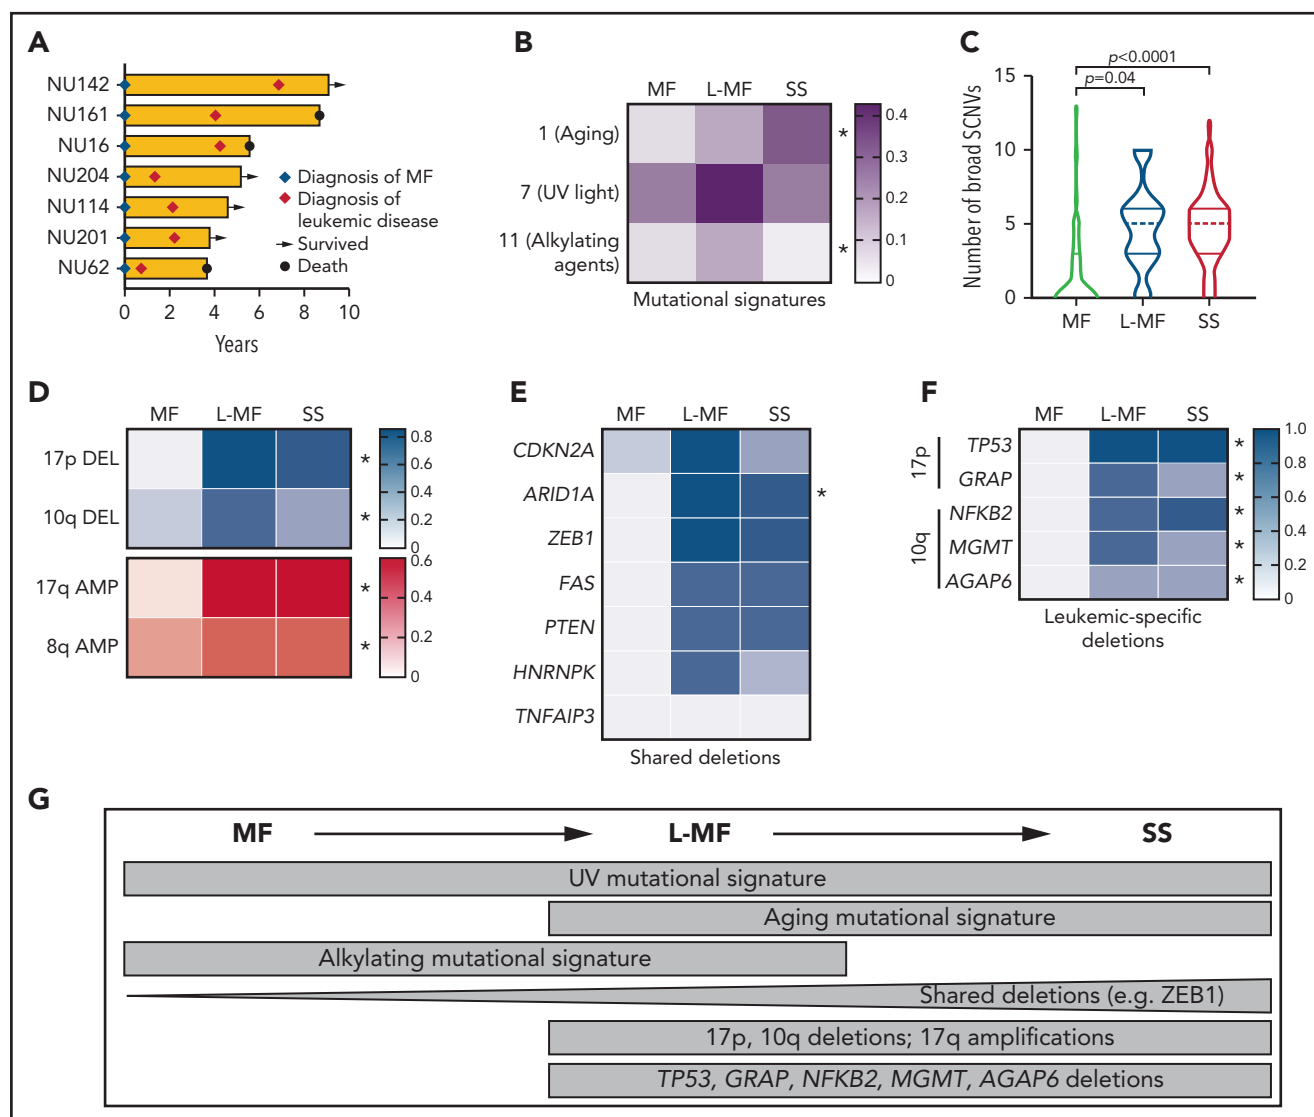 A
NU142
NU161
NU16
NU204
NU114
NU201
NU62
Diagnosis of MF
Diagnosis of
leukemic disease
Survived
Death
0 2 4 6 8 10
Years
B
MF L-MF SS
1 (Aging)
*
7 (UV light)
11 (Alkylating
agents)
*
0.4
0.3
0.2
0.1
0
Mutational signatures
C
p<0.0001
p=0.04
Number of broad SCNVs
15
10
5
0
MF L-MF SS
D
MF L-MF SS
17p DEL *
10q DEL *
0.8
0.6
0.4
0.2
0
17q AMP *
8q AMP *
0.6
0.4
0.2
0
E
MF L-MF SS
CDKN2A
ARID1A *
ZEB1
FAS
PTEN
HNRNPK
TNFAIP3
Shared deletions
F
MF L-MF SS
17p
TP53 *
GRAP *
10q
NFKB2 *
MGMT *
AGAP6 *
1.0
0.8
0.6
0.4
0.2
0
Leukemic-specific
deletions
G
MF L-MF SS
UV mutational signature
Aging mutational signature
Alkylating mutational signature
Shared deletions (e.g. ZEB1)
17p, 10q deletions; 17q amplifications
TP53, GRAP, NFKB2, MGMT, AGAP6 deletions